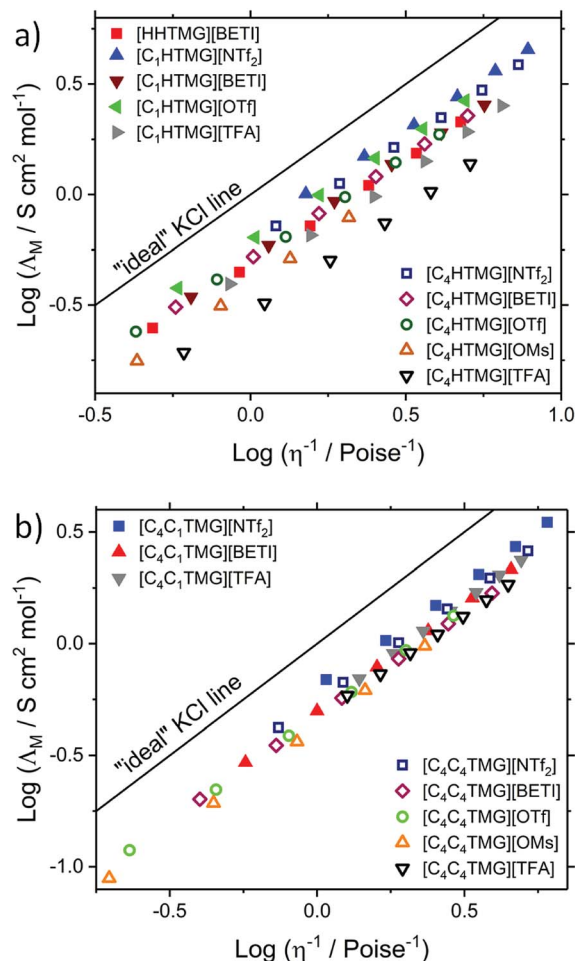 a)
[HHTMG][BETI]
[C₁HTMG][NTf₂]
[C₁HTMG][BETI]
[C₁HTMG][OTf]
[C₁HTMG][TFA]
"ideal" KCl line
[C₄HTMG][NTf₂]
[C₄HTMG][BETI]
[C₄HTMG][OTf]
[C₄HTMG][OMs]
[C₄HTMG][TFA]
0.5
0.0
-0.5
Log (Λ_M / S cm² mol⁻¹)
-0.5 0.0 0.5 1.0
Log (η⁻¹ / Poise⁻¹)
b)
[C₄C₁TMG][NTf₂]
[C₄C₁TMG][BETI]
[C₄C₁TMG][TFA]
"ideal" KCl line
[C₄C₄TMG][NTf₂]
[C₄C₄TMG][BETI]
[C₄C₄TMG][OTf]
[C₄C₄TMG][OMs]
[C₄C₄TMG][TFA]
0.5
0.0
-0.5
-1.0
Log (Λ_M / S cm² mol⁻¹)
-0.5 0.0 0.5
Log (η⁻¹ / Poise⁻¹)